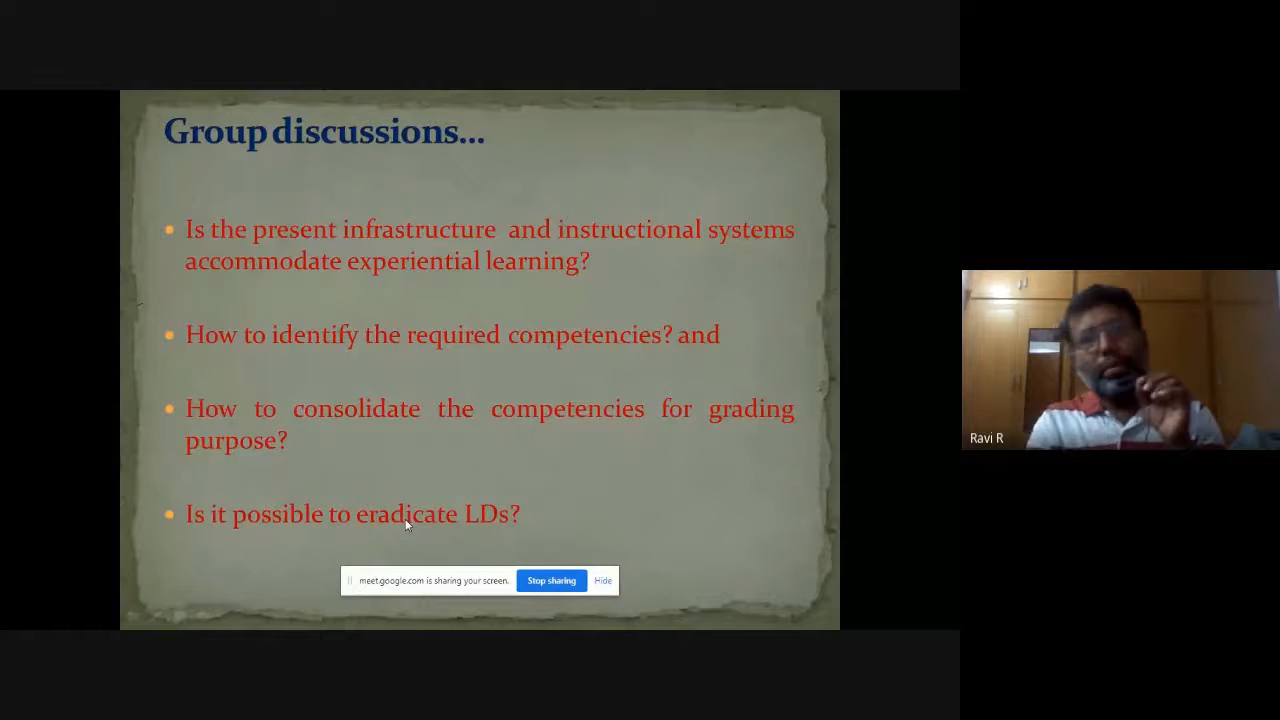 Group discussions...
Is the present infrastructure and instructional systems
accommodate experiential learning?
How to identify the required competencies? and
How to consolidate the competencies for grading
purpose?
Is it possible to eradicate LDs?
meet.google.com is sharing your screen.
Stop sharing
Hide
Ravi R